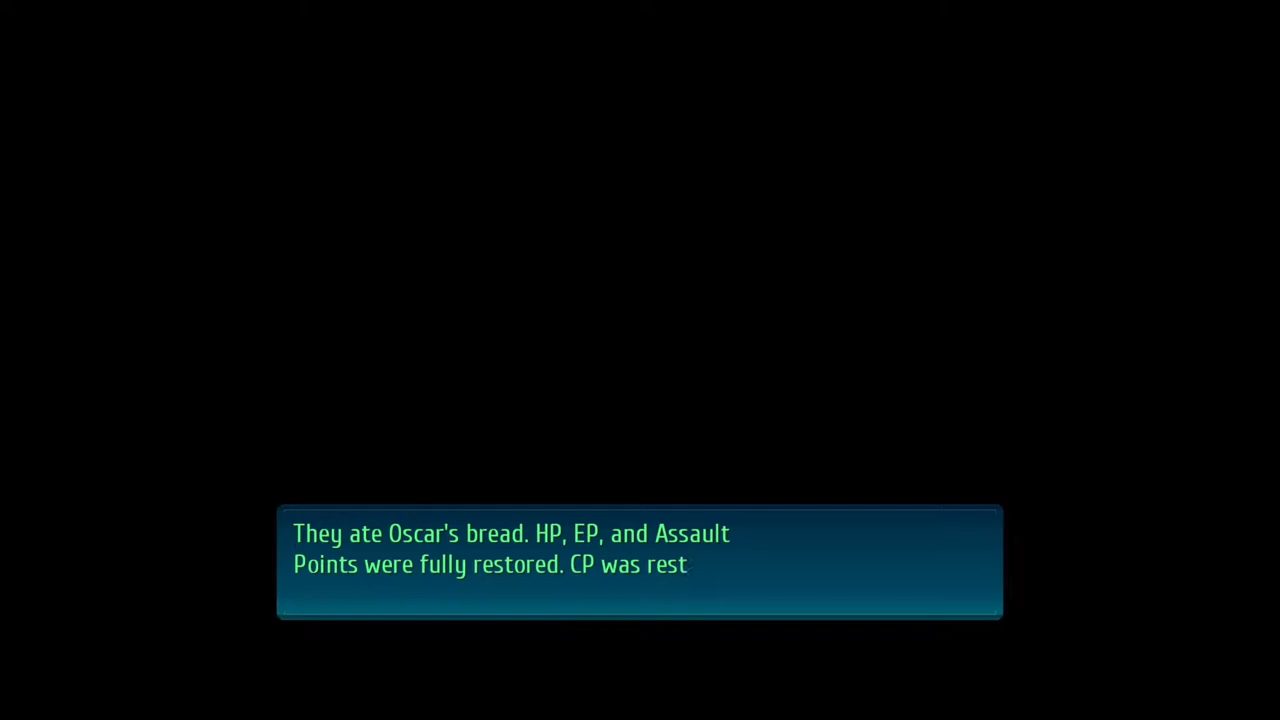 They ate Oscar's bread. HP, EP, and Assault
Points were fully restored. CP was rest